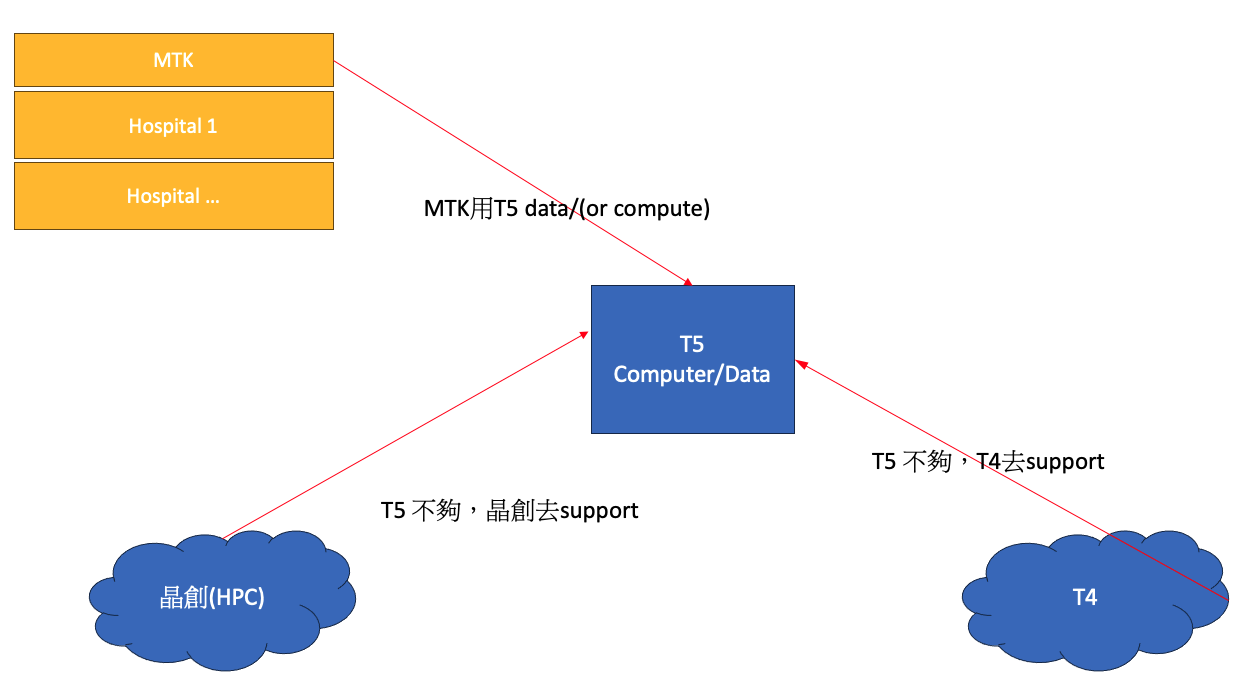 MTK
Hospital 1
Hospital ...
MTK用T5 data/(or compute)
T5
Computer/Data
T5 不夠，T4去support
T5 不夠，晶創去support
晶創(HPC)
T4